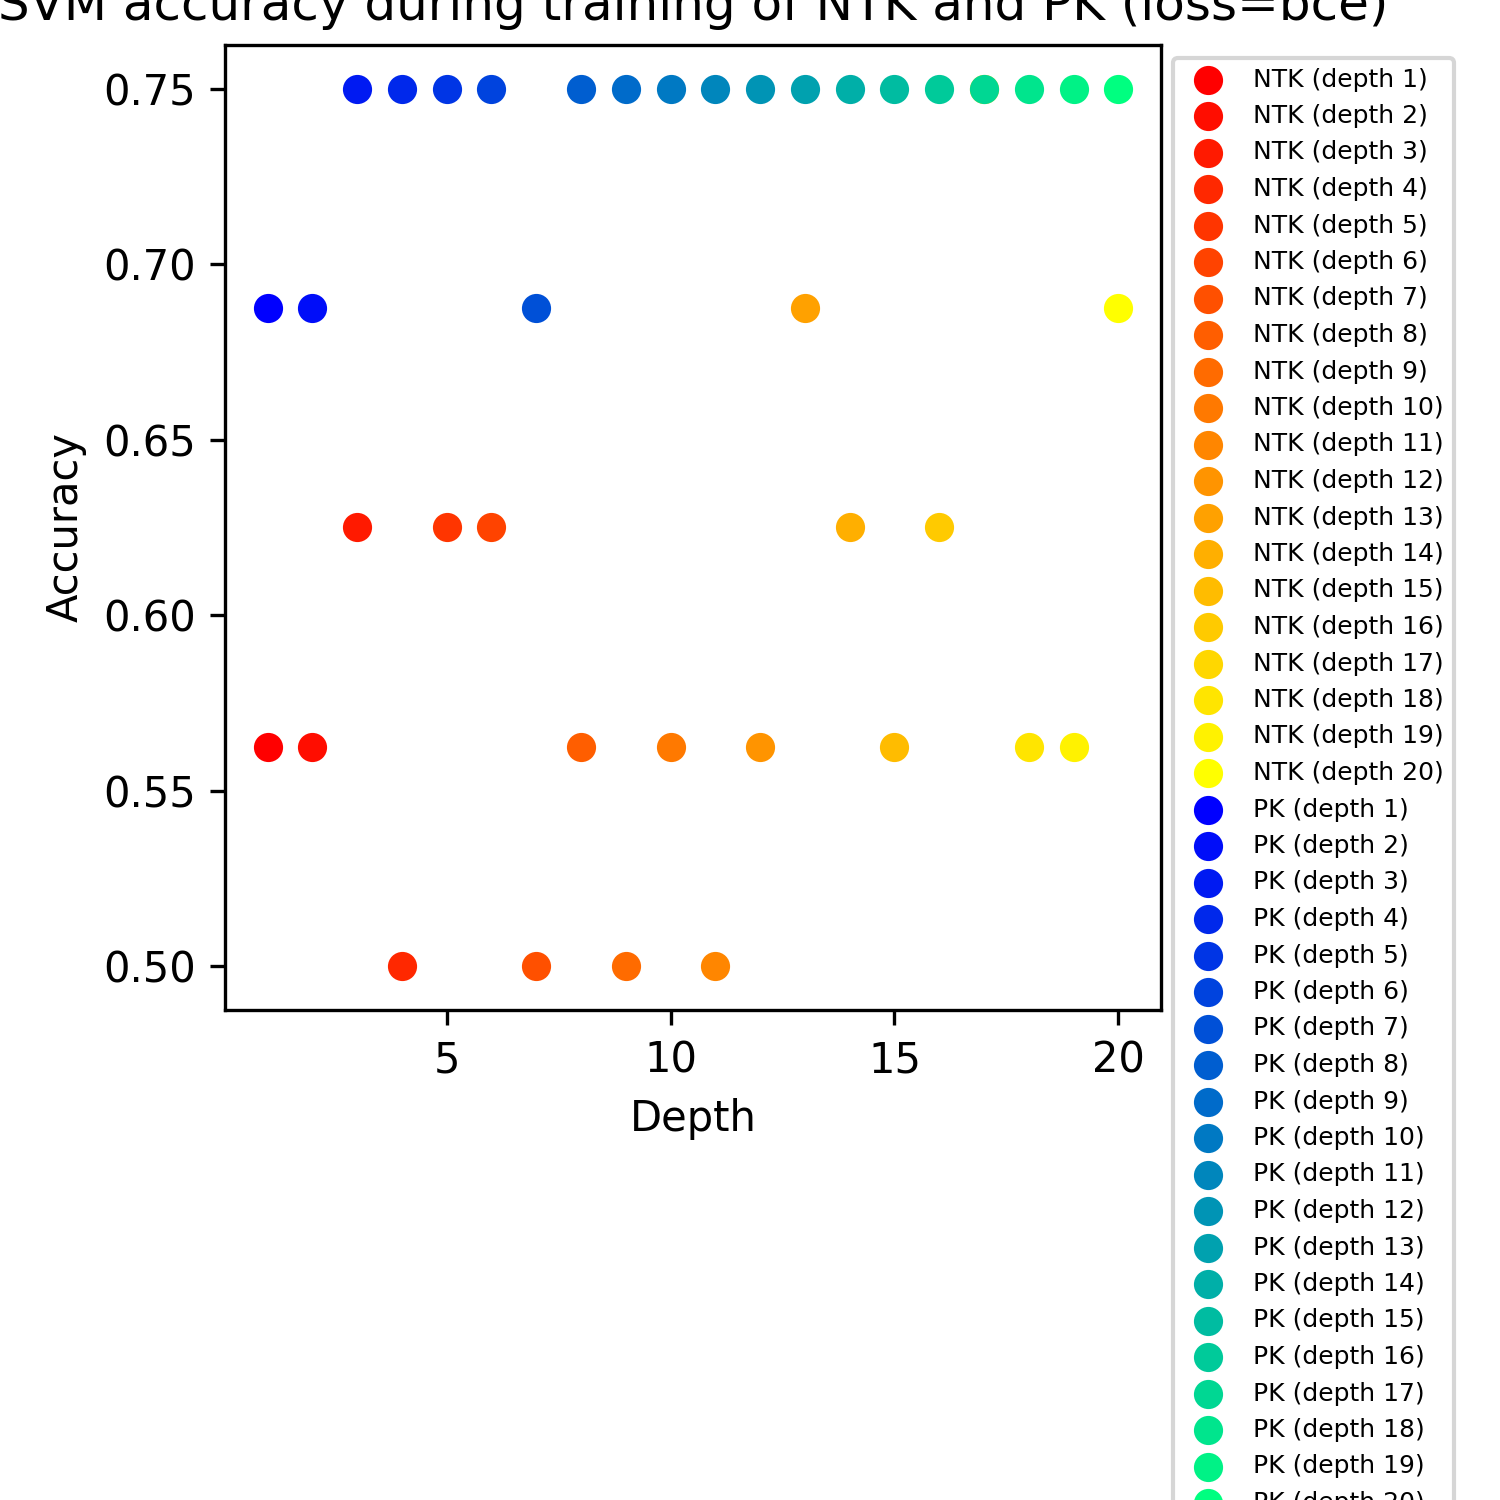 SVM accuracy during training of NTK and PK (loss=bce)
0.75
0.70
0.65
0.60
0.55
0.50
Accuracy
5 10 15 20
Depth
NTK (depth 1)
NTK (depth 2)
NTK (depth 3)
NTK (depth 4)
NTK (depth 5)
NTK (depth 6)
NTK (depth 7)
NTK (depth 8)
NTK (depth 9)
NTK (depth 10)
NTK (depth 11)
NTK (depth 12)
NTK (depth 13)
NTK (depth 14)
NTK (depth 15)
NTK (depth 16)
NTK (depth 17)
NTK (depth 18)
NTK (depth 19)
NTK (depth 20)
PK (depth 1)
PK (depth 2)
PK (depth 3)
PK (depth 4)
PK (depth 5)
PK (depth 6)
PK (depth 7)
PK (depth 8)
PK (depth 9)
PK (depth 10)
PK (depth 11)
PK (depth 12)
PK (depth 13)
PK (depth 14)
PK (depth 15)
PK (depth 16)
PK (depth 17)
PK (depth 18)
PK (depth 19)
PK (depth 20)